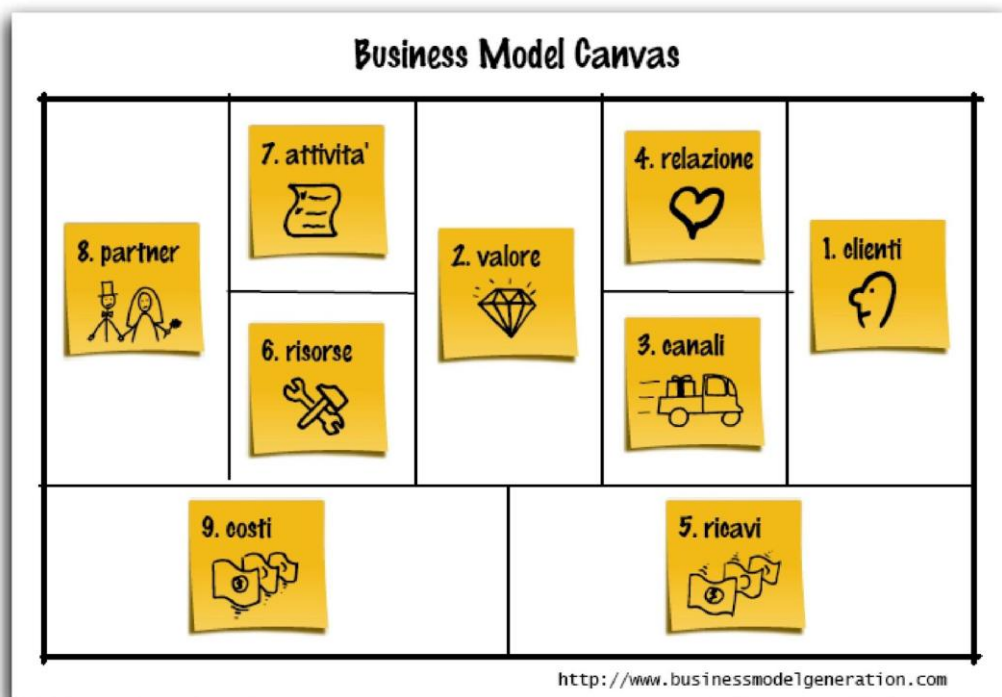 Business Model Canvas
8. partner
7. attivita'
6. risorse
2. valore
4. relazione
3. canali
1. clienti
9. costi
5. ricavi
http://www.businessmodelgeneration.com